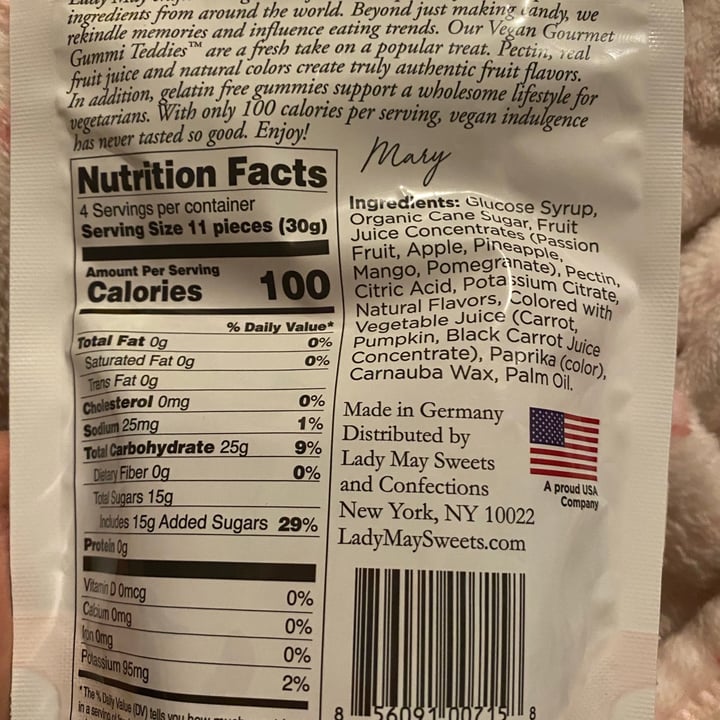 ingredients from around the world. Beyond just making candy, we
rekindle memories and influence eating trends. Our Vegan Gourmet
Gummi Teddies™ are a fresh take on a popular treat. Pectin, real
fruit juice and natural colors create truly authentic fruit flavors.
In addition, gelatin free gummies support a wholesome lifestyle for
vegetarians. With only 100 calories per serving, vegan indulgence
has never tasted so good. Enjoy!
Mary
Nutrition Facts
4 Servings per container
Serving Size 11 pieces (30g)
Amount Per Serving
Calories 100
% Daily Value*
Total Fat 0g 0%
Saturated Fat 0g 0%
Trans Fat 0g
Cholesterol 0mg 0%
Sodium 25mg 1%
Total Carbohydrate 25g 9%
Dietary Fiber 0g 0%
Total Sugars 15g
Includes 15g Added Sugars 29%
Protein 0g
Vitamin D 0mcg 0%
Calcium 0mg 0%
Iron 0mg 0%
Potassium 95mg 2%
*The % Daily Value (DV) tells you how
in a serving of
Ingredients: Glucose Syrup,
Organic Cane Sugar, Fruit
Juice Concentrates (Passion
Fruit, Apple, Pineapple,
Mango, Pomegranate), Pectin,
Citric Acid, Potassium Citrate,
Natural Flavors, Colored with
Vegetable Juice (Carrot,
Pumpkin, Black Carrot Juice
Concentrate), Paprika (color),
Carnauba Wax, Palm Oil.
Made in Germany
Distributed by
Lady May Sweets
and Confections
New York, NY 10022
LadyMaySweets.com
A proud USA
Company
8 56091 00715 8